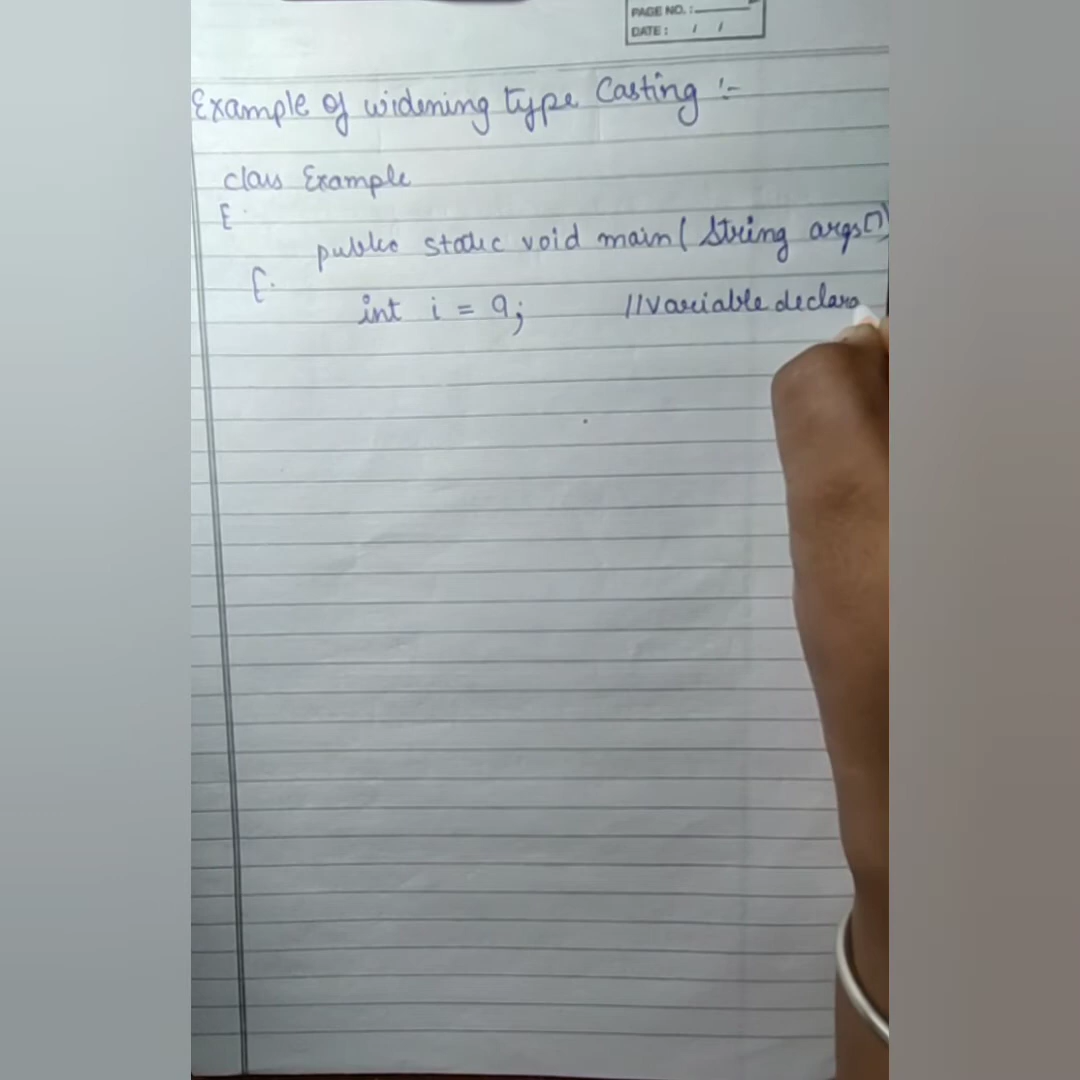 PAGE NO. :
DATE : / /
Example of widening type Casting :-
class Example
{
public static void main( String args[])
{
int i = 9; //variable declara